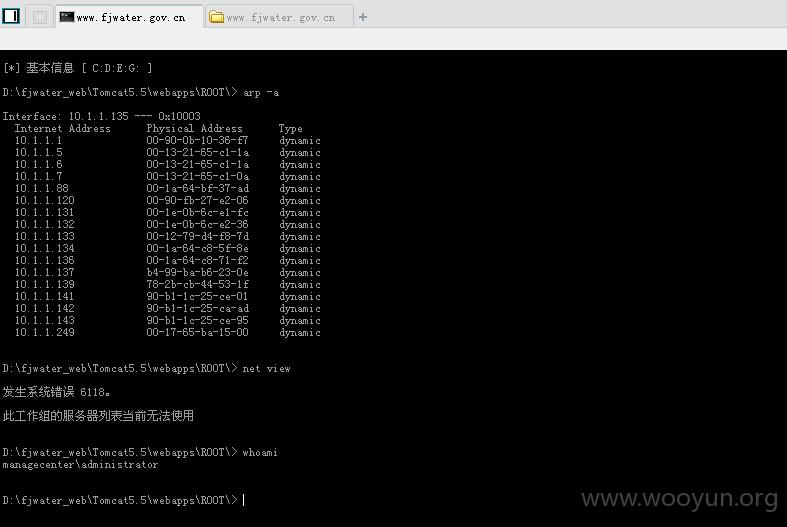 www.fjwater.gov.cn www.fjwater.gov.cn
[*] 基本信息 [ C:D:E:G: ]
D:\fjwater_web\Tomcat5.5\webapps\ROOT\> arp -a
Interface: 10.1.1.135 --- 0x10003
Internet Address Physical Address Type
10.1.1.1 00-90-0b-10-36-f7 dynamic
10.1.1.5 00-13-21-65-c1-1a dynamic
10.1.1.6 00-13-21-65-c1-1a dynamic
10.1.1.7 00-13-21-65-c1-0a dynamic
10.1.1.88 00-1a-64-bf-37-ad dynamic
10.1.1.120 00-90-fb-27-e2-06 dynamic
10.1.1.131 00-1e-0b-6c-e1-fc dynamic
10.1.1.132 00-1e-0b-6c-e2-36 dynamic
10.1.1.133 00-12-79-d4-f8-7d dynamic
10.1.1.134 00-1a-64-c8-5f-8e dynamic
10.1.1.136 00-1a-64-c8-71-f2 dynamic
10.1.1.137 b4-99-ba-b6-23-0e dynamic
10.1.1.139 78-2b-cb-44-53-1f dynamic
10.1.1.141 90-b1-1c-25-ce-01 dynamic
10.1.1.142 90-b1-1c-25-ca-ad dynamic
10.1.1.143 90-b1-1c-25-ce-95 dynamic
10.1.1.249 00-17-65-ba-15-00 dynamic
D:\fjwater_web\Tomcat5.5\webapps\ROOT\> net view
发生系统错误 6118。
此工作组的服务器列表当前无法使用
D:\fjwater_web\Tomcat5.5\webapps\ROOT\> whoami
managecenter\administrator
D:\fjwater_web\Tomcat5.5\webapps\ROOT\>
www.wooyun.org